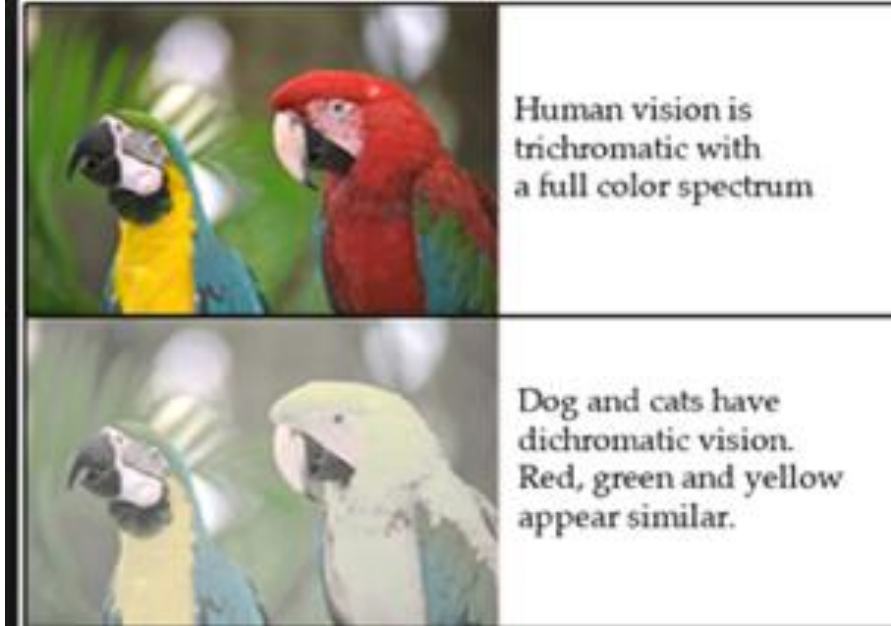 Human vision is
trichromatic with
a full color spectrum
Dog and cats have
dichromatic vision.
Red, green and yellow
appear similar.